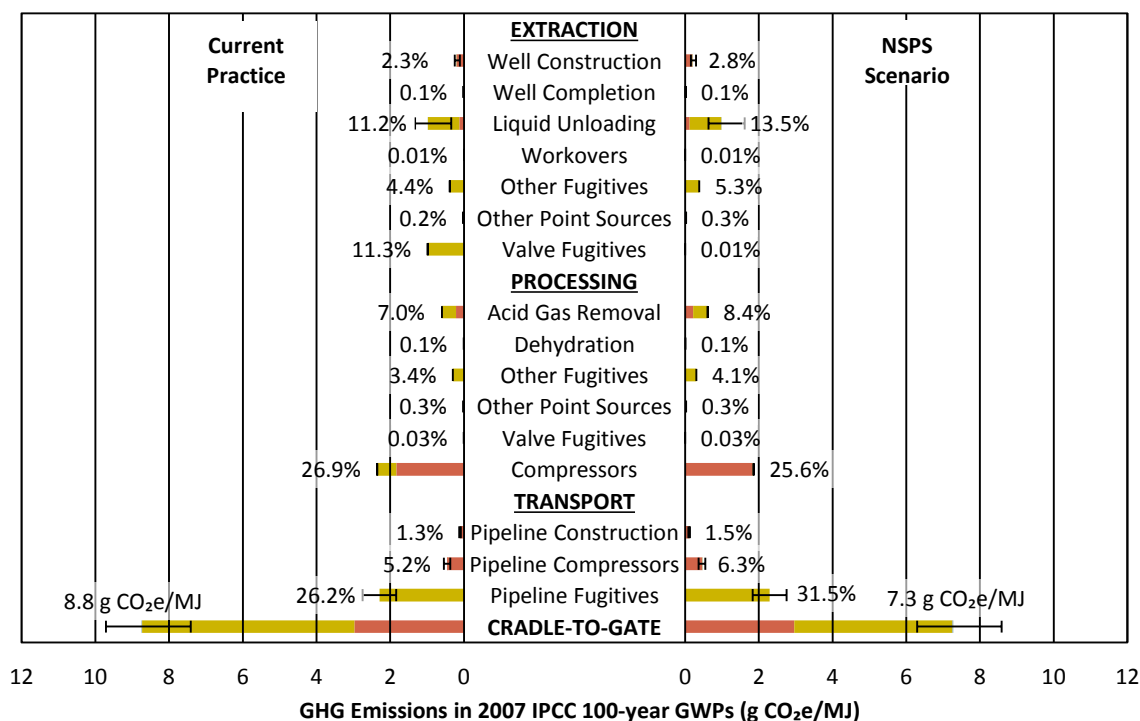 Current
Practice
EXTRACTION
NSPS
Scenario
2.3% Well Construction 2.8%
0.1% Well Completion 0.1%
11.2% Liquid Unloading 13.5%
0.01% Workovers 0.01%
4.4% Other Fugitives 5.3%
0.2% Other Point Sources 0.3%
11.3% Valve Fugitives 0.01%
PROCESSING
7.0% Acid Gas Removal 8.4%
0.1% Dehydration 0.1%
3.4% Other Fugitives 4.1%
0.3% Other Point Sources 0.3%
0.03% Valve Fugitives 0.03%
26.9% Compressors 25.6%
TRANSPORT
1.3% Pipeline Construction 1.5%
5.2% Pipeline Compressors 6.3%
26.2% Pipeline Fugitives 31.5%
8.8 g CO₂e/MJ CRADLE-TO-GATE 7.3 g CO₂e/MJ
12 10 8 6 4 2 0 0 2 4 6 8 10 12
GHG Emissions in 2007 IPCC 100-year GWPs (g CO₂e/MJ)